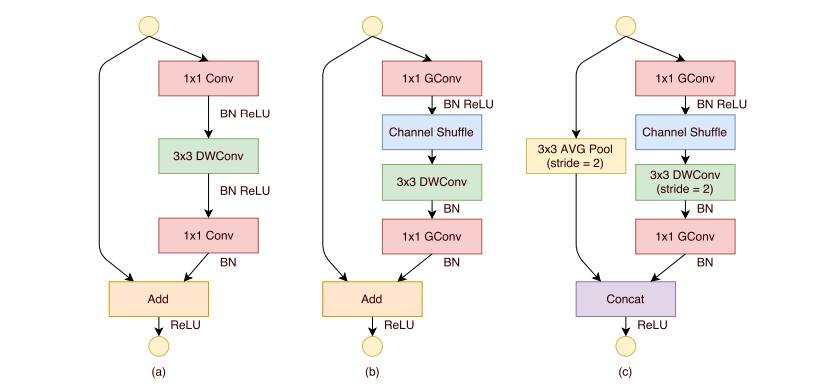 1x1 Conv
BN ReLU
3x3 DWConv
BN ReLU
1x1 Conv
BN
Add
ReLU
(a)
1x1 GConv
BN ReLU
Channel Shuffle
3x3 DWConv
BN
1x1 GConv
BN
Add
ReLU
(b)
1x1 GConv
BN ReLU
Channel Shuffle
3x3 AVG Pool
(stride = 2)
3x3 DWConv
(stride = 2)
BN
1x1 GConv
BN
Concat
ReLU
(c)